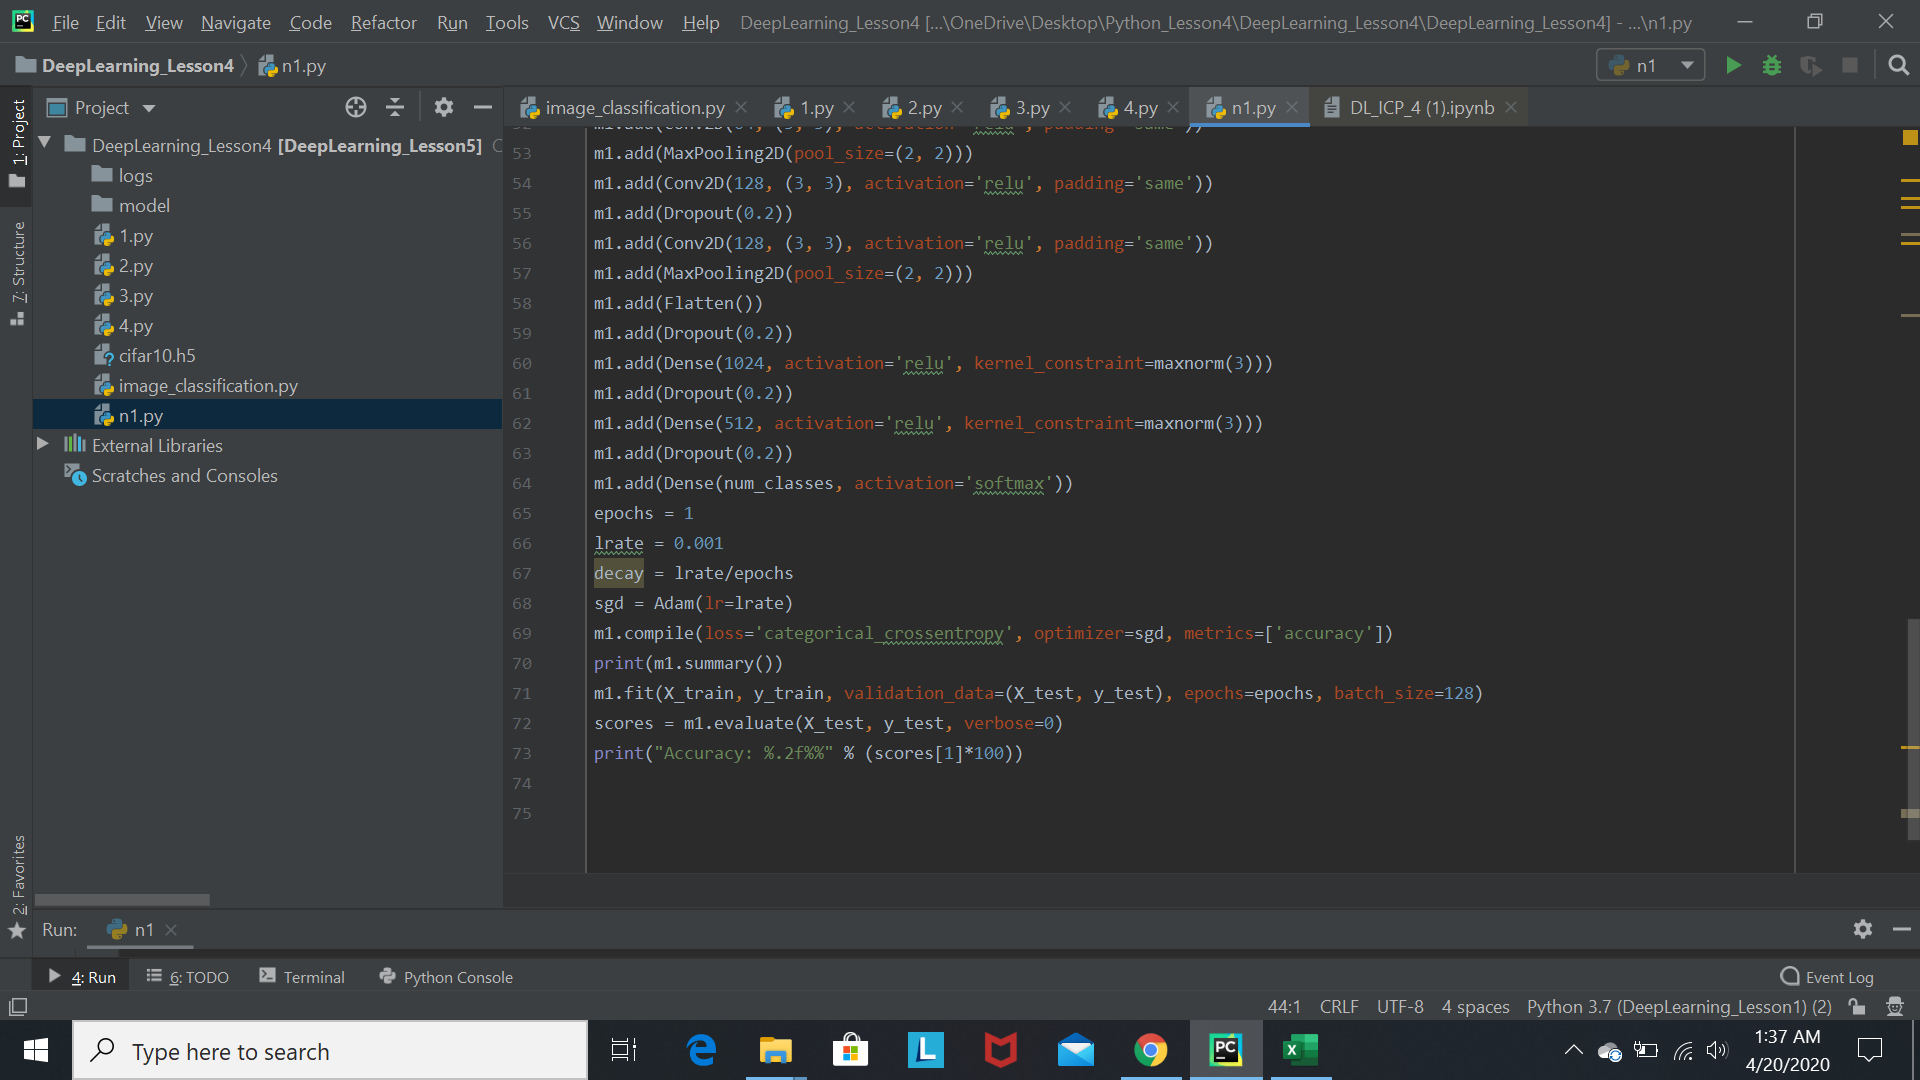 File Edit View Navigate Code Refactor Run Tools VCS Window Help DeepLearning_Lesson4 [...\OneDrive\Desktop\Python_Lesson4\DeepLearning_Lesson4\DeepLearning_Lesson4] - ...\n1.py
DeepLearning_Lesson4 n1.py
n1
Project
image_classification.py 1.py 2.py 3.py 4.py n1.py DL_ICP_4 (1).ipynb
1: Project
7: Structure
2: Favorites
DeepLearning_Lesson4 [DeepLearning_Lesson5]
logs
model
1.py
2.py
3.py
4.py
cifar10.h5
image_classification.py
n1.py
External Libraries
Scratches and Consoles
53 m1.add(MaxPooling2D(pool_size=(2, 2)))
54 m1.add(Conv2D(128, (3, 3), activation='relu', padding='same'))
55 m1.add(Dropout(0.2))
56 m1.add(Conv2D(128, (3, 3), activation='relu', padding='same'))
57 m1.add(MaxPooling2D(pool_size=(2, 2)))
58 m1.add(Flatten())
59 m1.add(Dropout(0.2))
60 m1.add(Dense(1024, activation='relu', kernel_constraint=maxnorm(3)))
61 m1.add(Dropout(0.2))
62 m1.add(Dense(512, activation='relu', kernel_constraint=maxnorm(3)))
63 m1.add(Dropout(0.2))
64 m1.add(Dense(num_classes, activation='softmax'))
65 epochs = 1
66 lrate = 0.001
67 decay = lrate/epochs
68 sgd = Adam(lr=lrate)
69 m1.compile(loss='categorical_crossentropy', optimizer=sgd, metrics=['accuracy'])
70 print(m1.summary())
71 m1.fit(X_train, y_train, validation_data=(X_test, y_test), epochs=epochs, batch_size=128)
72 scores = m1.evaluate(X_test, y_test, verbose=0)
73 print("Accuracy: %.2f%%" % (scores[1]*100))
74
75
Run: n1
4: Run 6: TODO Terminal Python Console Event Log
44:1 CRLF UTF-8 4 spaces Python 3.7 (DeepLearning_Lesson1) (2)
Type here to search
1:37 AM
4/20/2020